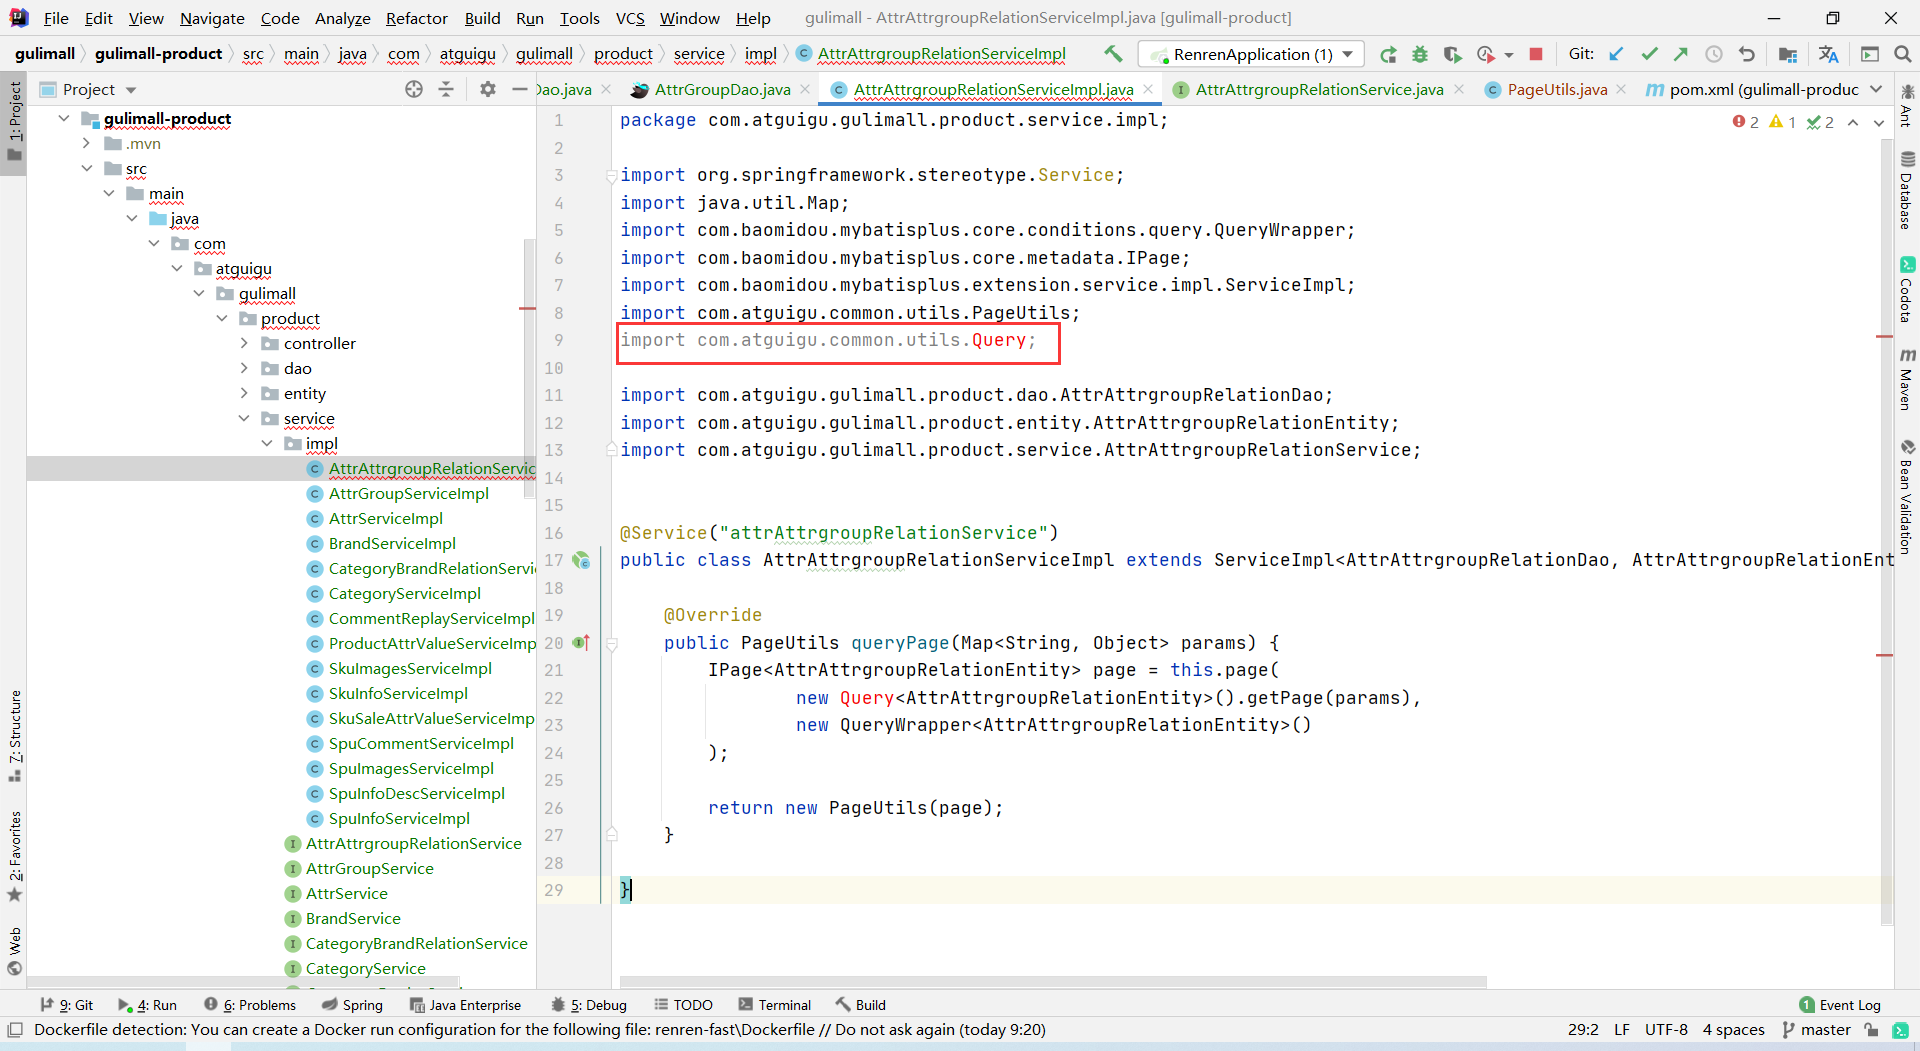 File Edit View Navigate Code Analyze Refactor Build Run Tools VCS Window Help gulimall - AttrAttrgroupRelationServiceImpl.java [gulimall-product]
gulimall gulimall-product src main java com atguigu gulimall product service impl AttrAttrgroupRelationServiceImpl RenrenApplication (1) Git:
Project Dao.java AttrGroupDao.java AttrAttrgroupRelationServiceImpl.java AttrAttrgroupRelationService.java PageUtils.java pom.xml (gulimall-produc
1: Project
7: Structure
2: Favorites
Web
gulimall-product
.mvn
src
main
java
com
atguigu
gulimall
product
controller
dao
entity
service
impl
AttrAttrgroupRelationServic
AttrGroupServiceImpl
AttrServiceImpl
BrandServiceImpl
CategoryBrandRelationServi
CategoryServiceImpl
CommentReplayServiceImpl
ProductAttrValueServiceImp
SkuImagesServiceImpl
SkuInfoServiceImpl
SkuSaleAttrValueServiceImp
SpuCommentServiceImpl
SpuImagesServiceImpl
SpuInfoDescServiceImpl
SpuInfoServiceImpl
AttrAttrgroupRelationService
AttrGroupService
AttrService
BrandService
CategoryBrandRelationService
CategoryService
2 1 2
1 package com.atguigu.gulimall.product.service.impl;
2
3 import org.springframework.stereotype.Service;
4 import java.util.Map;
5 import com.baomidou.mybatisplus.core.conditions.query.QueryWrapper;
6 import com.baomidou.mybatisplus.core.metadata.IPage;
7 import com.baomidou.mybatisplus.extension.service.impl.ServiceImpl;
8 import com.atguigu.common.utils.PageUtils;
9 import com.atguigu.common.utils.Query;
10
11 import com.atguigu.gulimall.product.dao.AttrAttrgroupRelationDao;
12 import com.atguigu.gulimall.product.entity.AttrAttrgroupRelationEntity;
13 import com.atguigu.gulimall.product.service.AttrAttrgroupRelationService;
14
15
16 @Service("attrAttrgroupRelationService")
17 public class AttrAttrgroupRelationServiceImpl extends ServiceImpl<AttrAttrgroupRelationDao, AttrAttrgroupRelationEnt
18
19 @Override
20 public PageUtils queryPage(Map<String, Object> params) {
21 IPage<AttrAttrgroupRelationEntity> page = this.page(
22 new Query<AttrAttrgroupRelationEntity>().getPage(params),
23 new QueryWrapper<AttrAttrgroupRelationEntity>()
24 );
25
26 return new PageUtils(page);
27 }
28
29 }
Ant
Database
Codota
Maven
Bean Validation
9: Git 4: Run 6: Problems Spring Java Enterprise 5: Debug TODO Terminal Build 1 Event Log
Dockerfile detection: You can create a Docker run configuration for the following file: renren-fast\Dockerfile // Do not ask again (today 9:20) 29:2 LF UTF-8 4 spaces master